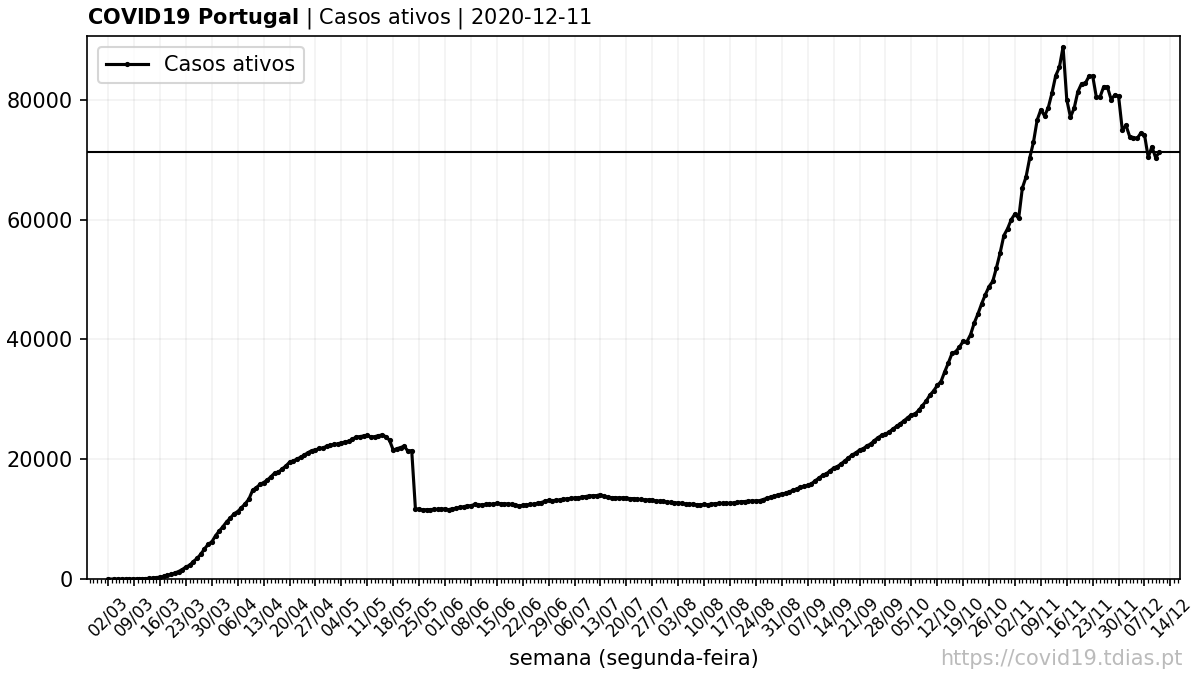 COVID19 Portugal | Casos ativos | 2020-12-11
Casos ativos
80000
60000
40000
20000
0
02/03 09/03 16/03 23/03 30/03 06/04 13/04 20/04 27/04 04/05 11/05 18/05 25/05 01/06 08/06 15/06 22/06 29/06 06/07 13/07 20/07 27/07 03/08 10/08 17/08 24/08 31/08 07/09 14/09 21/09 28/09 05/10 12/10 19/10 26/10 02/11 09/11 16/11 23/11 30/11 07/12 14/12
semana (segunda-feira)
https://covid19.tdias.pt